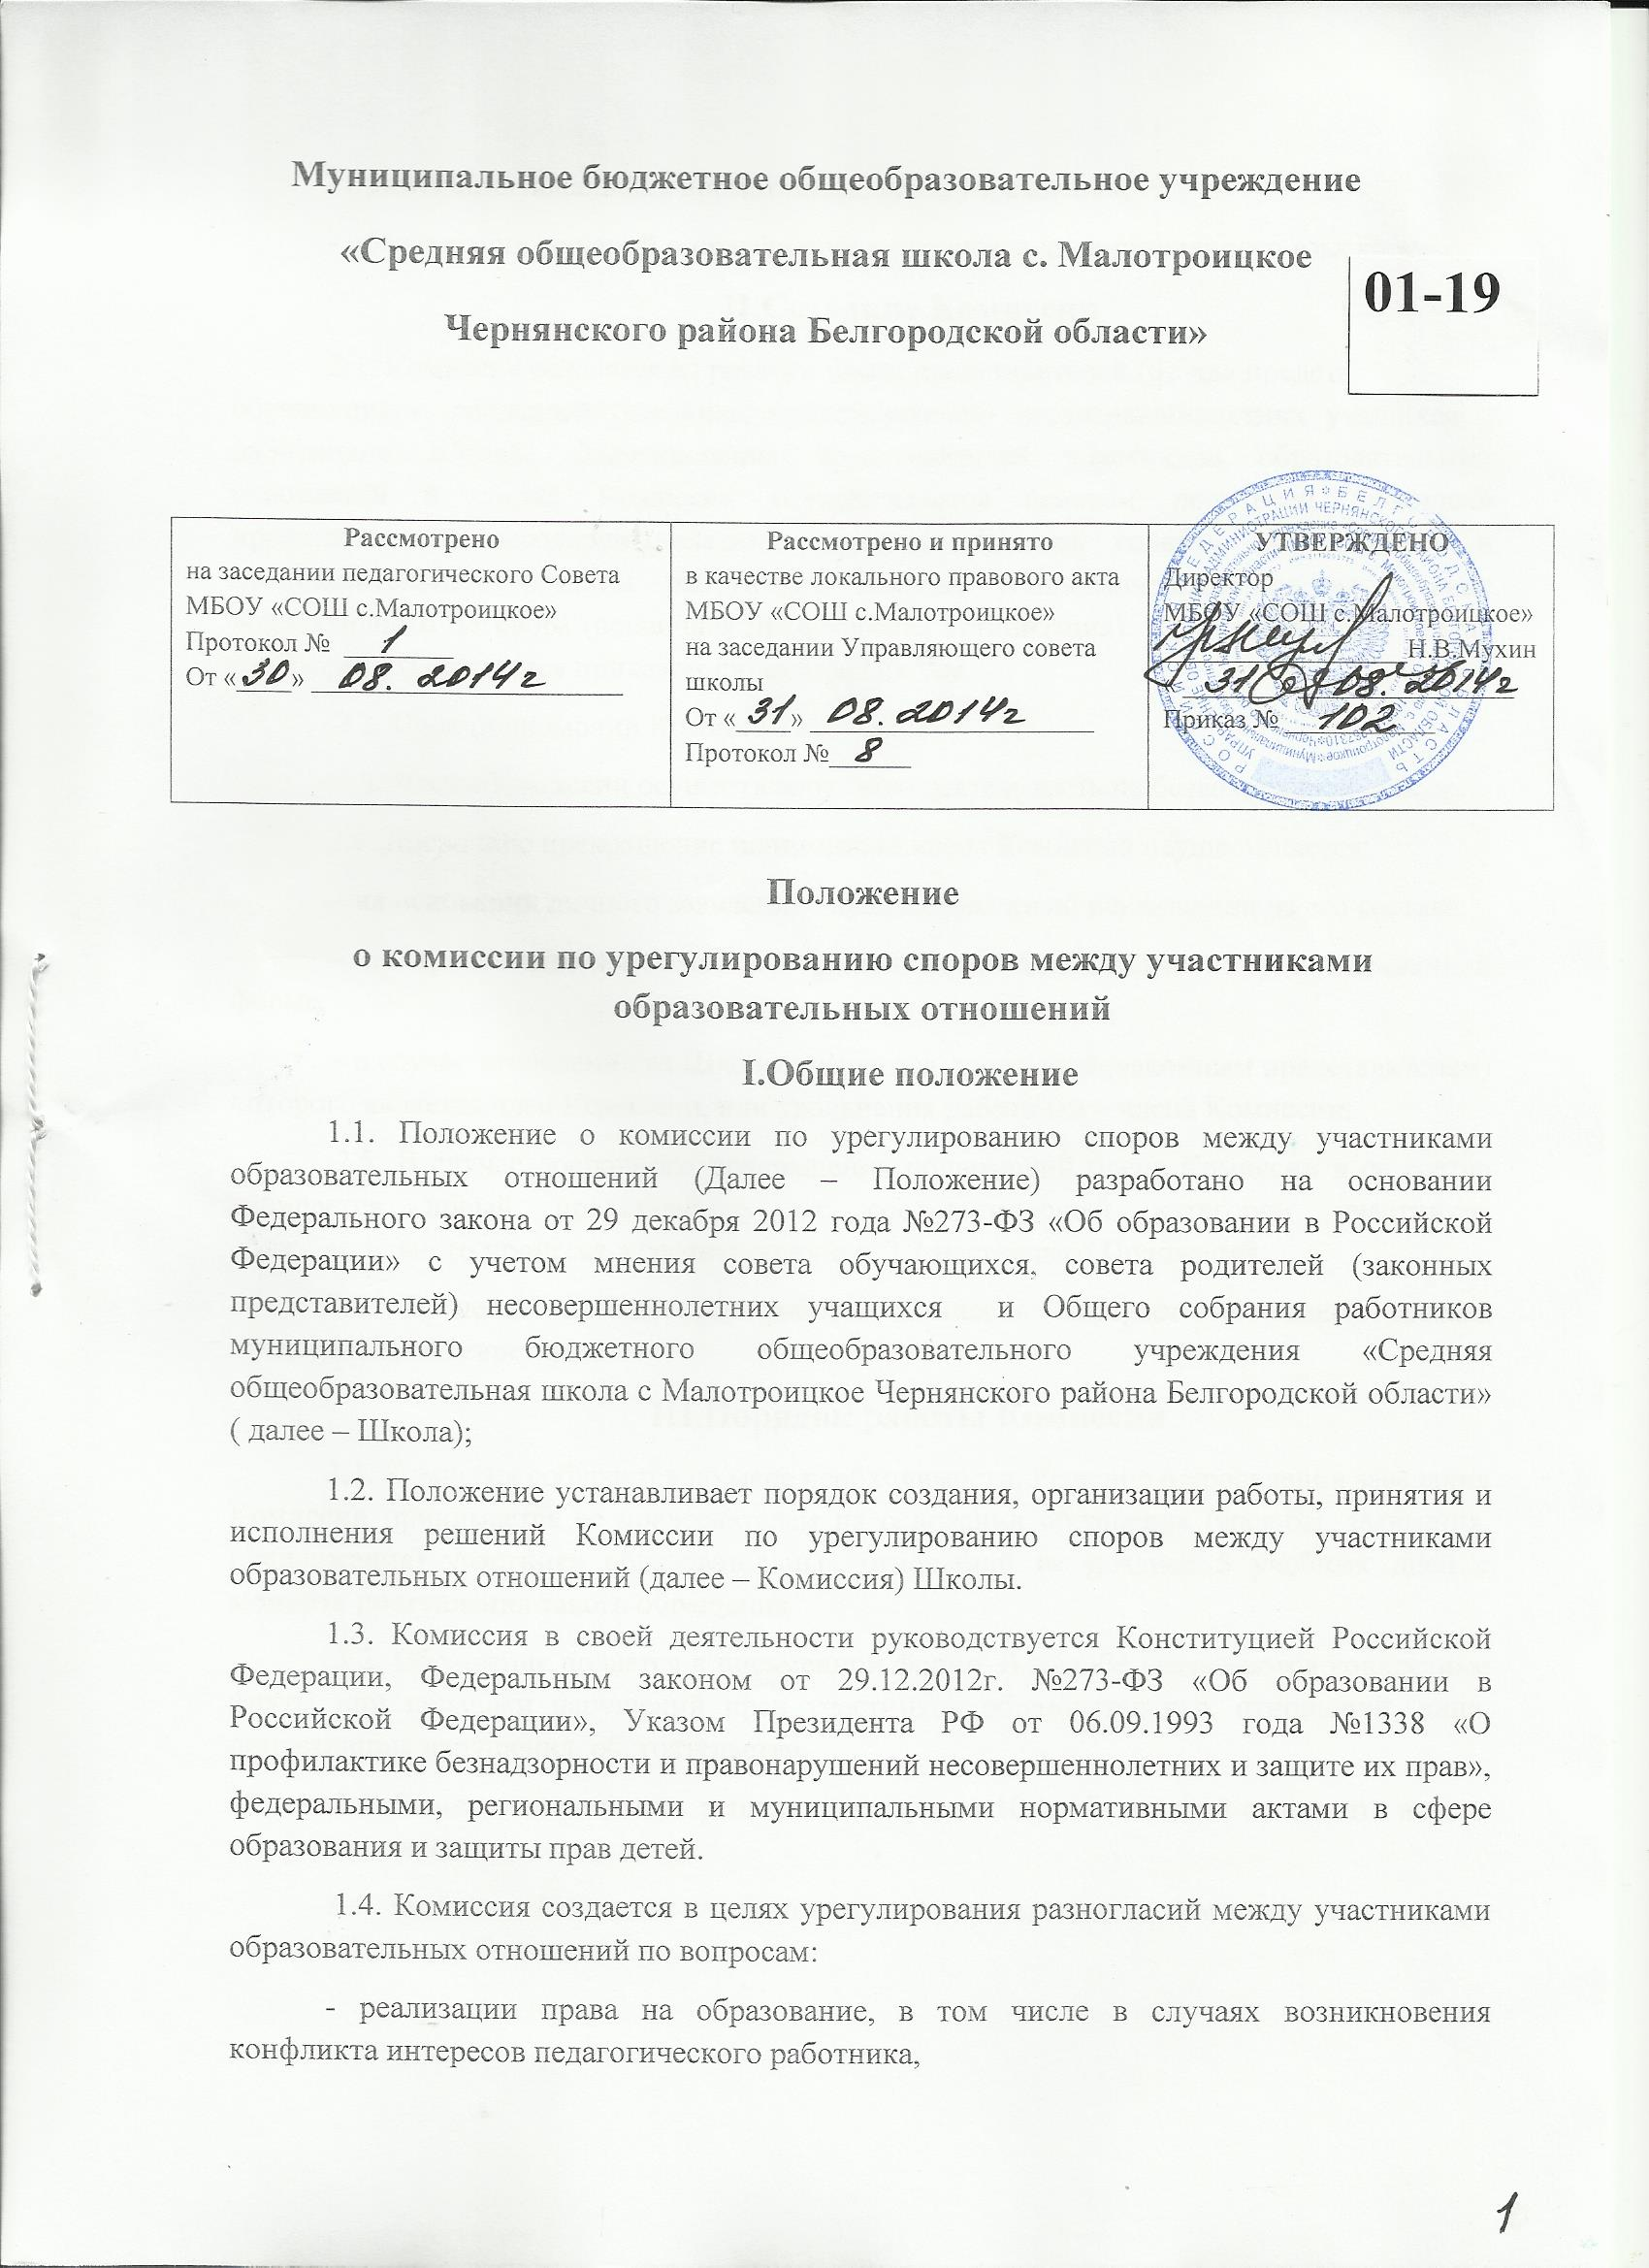 Муниципальное бюджетное общеобразовательное учреждение
«Средняя общеобразовательная школа с. Малотроицкое
Чернянского района Белгородской области»
01-19
Рассмотрено
на заседании педагогического Совета
МБОУ «СОШ с.Малотроицкое»
Протокол № 1
От «30» 08. 2014г
Рассмотрено и принято
в качестве локального правового акта
МБОУ «СОШ с.Малотроицкое»
на заседании Управляющего совета
школы
От «31» 08. 2014г
Протокол № 8
УТВЕРЖДЕНО
Директор
МБОУ «СОШ с.Малотроицкое»
Н.В.Мухин
« 31 08. 2014г
Приказ № 102
Положение
о комиссии по урегулированию споров между участниками
образовательных отношений
I.Общие положение
1.1. Положение о комиссии по урегулированию споров между участниками
образовательных отношений (Далее – Положение) разработано на основании
Федерального закона от 29 декабря 2012 года №273-ФЗ «Об образовании в Российской
Федерации» с учетом мнения совета обучающихся, совета родителей (законных
представителей) несовершеннолетних учащихся и Общего собрания работников
муниципального бюджетного общеобразовательного учреждения «Средняя
общеобразовательная школа с Малотроицкое Чернянского района Белгородской области»
( далее – Школа);
1.2. Положение устанавливает порядок создания, организации работы, принятия и
исполнения решений Комиссии по урегулированию споров между участниками
образовательных отношений (далее – Комиссия) Школы.
1.3. Комиссия в своей деятельности руководствуется Конституцией Российской
Федерации, Федеральным законом от 29.12.2012г. №273-ФЗ «Об образовании в
Российской Федерации», Указом Президента РФ от 06.09.1993 года №1338 «О
профилактике безнадзорности и правонарушений несовершеннолетних и защите их прав»,
федеральными, региональными и муниципальными нормативными актами в сфере
образования и защиты прав детей.
1.4. Комиссия создается в целях урегулирования разногласий между участниками
образовательных отношений по вопросам:
- реализации права на образование, в том числе в случаях возникновения
конфликта интересов педагогического работника,
1